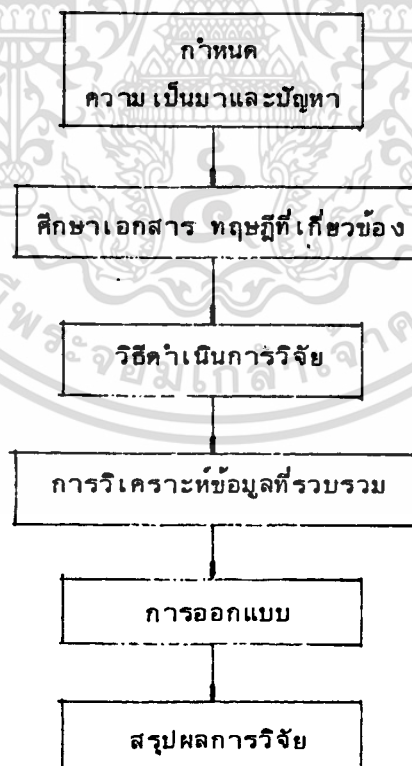 กำหนด
ความเป็นมาและปัญหา
ศึกษาเอกสาร ทฤษฎีที่เกี่ยวข้อง
วิธีดำเนินการวิจัย
การวิเคราะห์ข้อมูลที่รวบรวม
การออกแบบ
สรุปผลการวิจัย